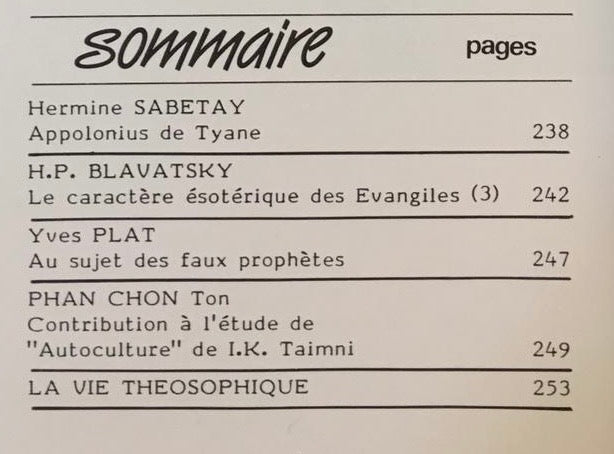 sommaire pages
Hermine SABETAY
Appolonius de Tyane 238
H.P. BLAVATSKY
Le caractère ésotérique des Evangiles (3) 242
Yves PLAT
Au sujet des faux prophètes 247
PHAN CHON Ton
Contribution à l'étude de
"Autoculture" de I.K. Taimni 249
LA VIE THEOSOPHIQUE 253